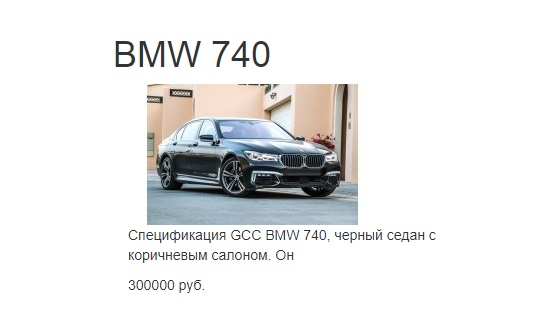 BMW 740
Спецификация GCC BMW 740, черный седан с
коричневым салоном. Он
300000 руб.